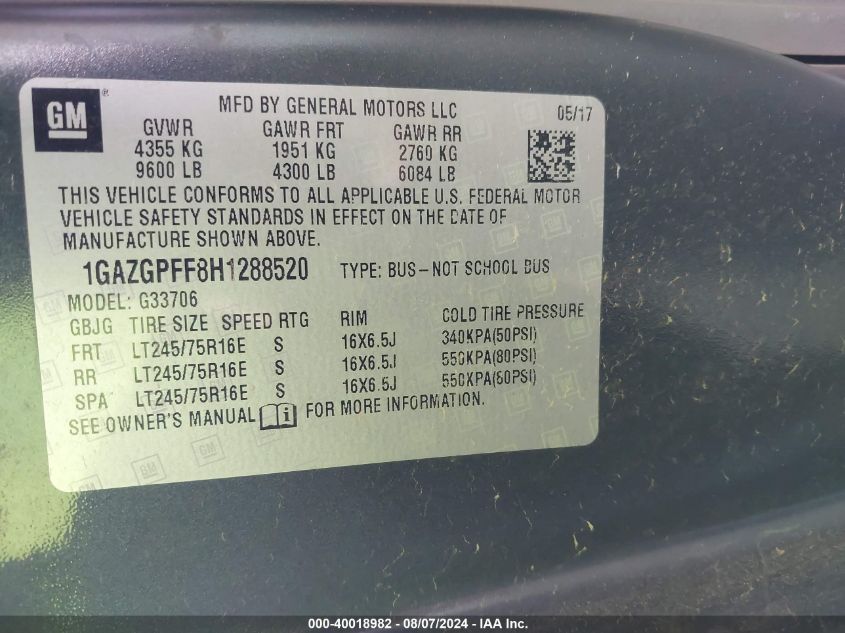 GM
MFD BY GENERAL MOTORS LLC 05/17
GVWR GAWR FRT GAWR RR
4355 KG 1951 KG 2760 KG
9600 LB 4300 LB 6084 LB
THIS VEHICLE CONFORMS TO ALL APPLICABLE U.S. FEDERAL MOTOR
VEHICLE SAFETY STANDARDS IN EFFECT ON THE DATE OF
MANUFACTURE SHOWN ABOVE.
1GAZGPFF8H1288520 TYPE: BUS-NOT SCHOOL BUS
MODEL: G33706
GBJG TIRE SIZE SPEED RTG RIM COLD TIRE PRESSURE
FRT LT245/75R16E S 16X6.5J 340KPA(50PSI)
RR LT245/75R16E S 16X6.5J 550KPA(80PSI)
SPA LT245/75R16E S 16X6.5J 550KPA(80PSI)
SEE OWNER'S MANUAL i FOR MORE INFORMATION.
000-40018982 - 08/07/2024 - IAA Inc.